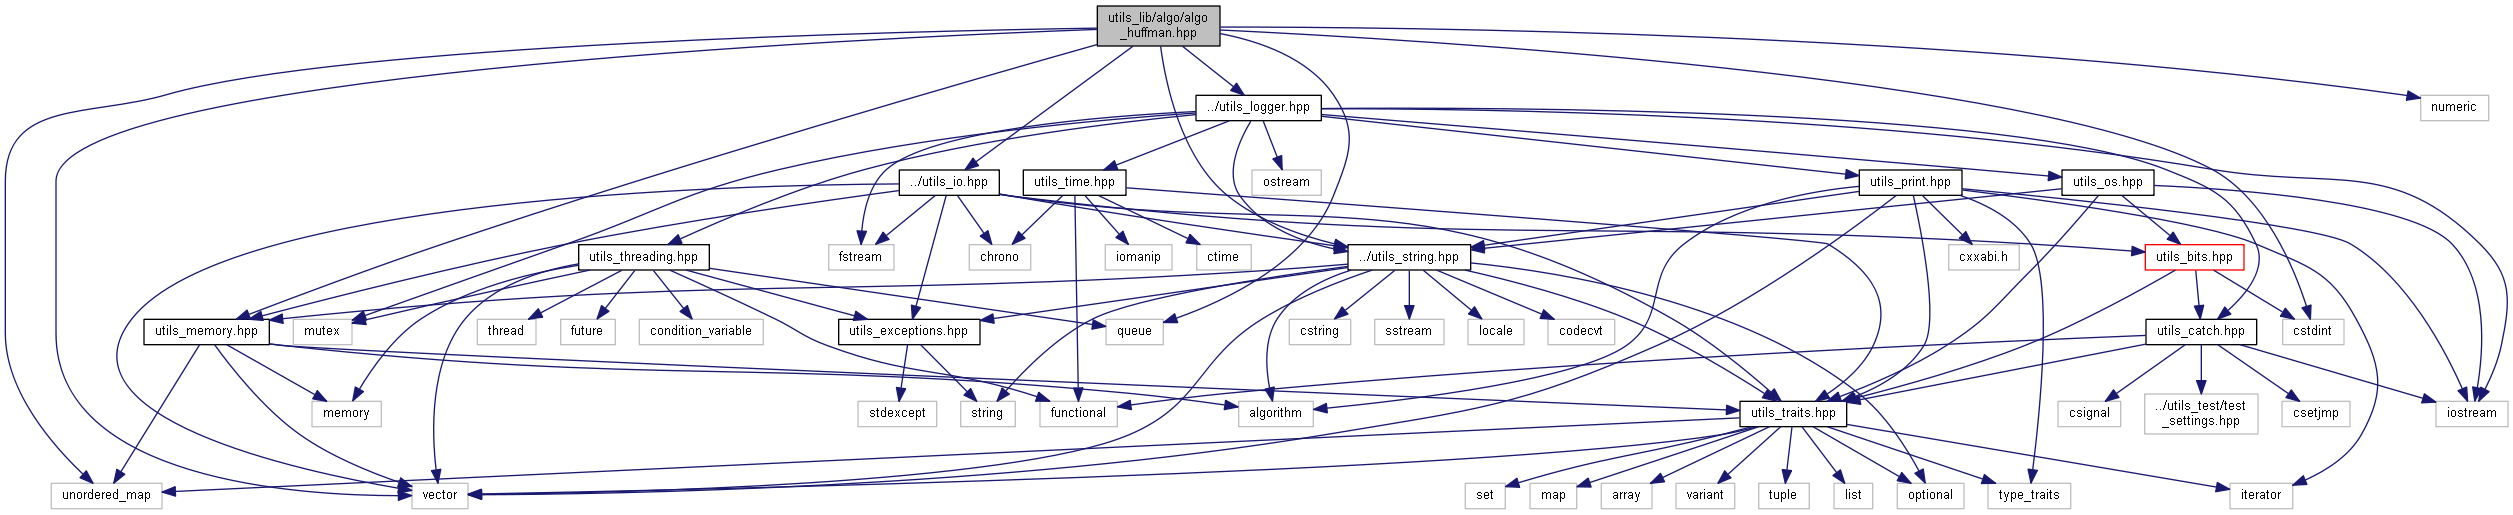 utils_lib/algo/algo
_huffman.hpp
../utils_logger.hpp
numeric
../utils_io.hpp
utils_time.hpp
ostream
utils_print.hpp
utils_os.hpp
utils_threading.hpp
fstream
chrono
iomanip
ctime
../utils_string.hpp
cxxabi.h
utils_bits.hpp
utils_memory.hpp
mutex
thread
future
condition_variable
utils_exceptions.hpp
queue
cstring
sstream
locale
codecvt
utils_catch.hpp
cstdint
memory
stdexcept
string
functional
algorithm
utils_traits.hpp
csignal
../utils_test/test
_settings.hpp
csetjmp
iostream
unordered_map
vector
set
map
array
variant
tuple
list
optional
type_traits
iterator